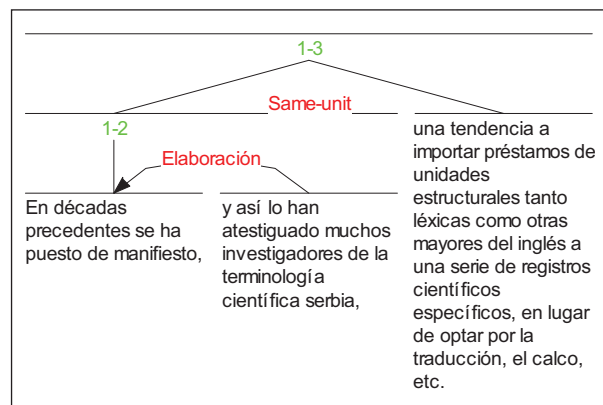 1-3
Same-unit
1-2
Elaboración
En décadas
precedentes se ha
puesto de manifiesto,
y así lo han
atestiguado muchos
investigadores de la
terminología
científica serbia,
una tendencia a
importar préstamos de
unidades
estructurales tanto
léxicas como otras
mayores del inglés a
una serie de registros
científicos
específicos, en lugar
de optar por la
traducción, el calco,
etc.